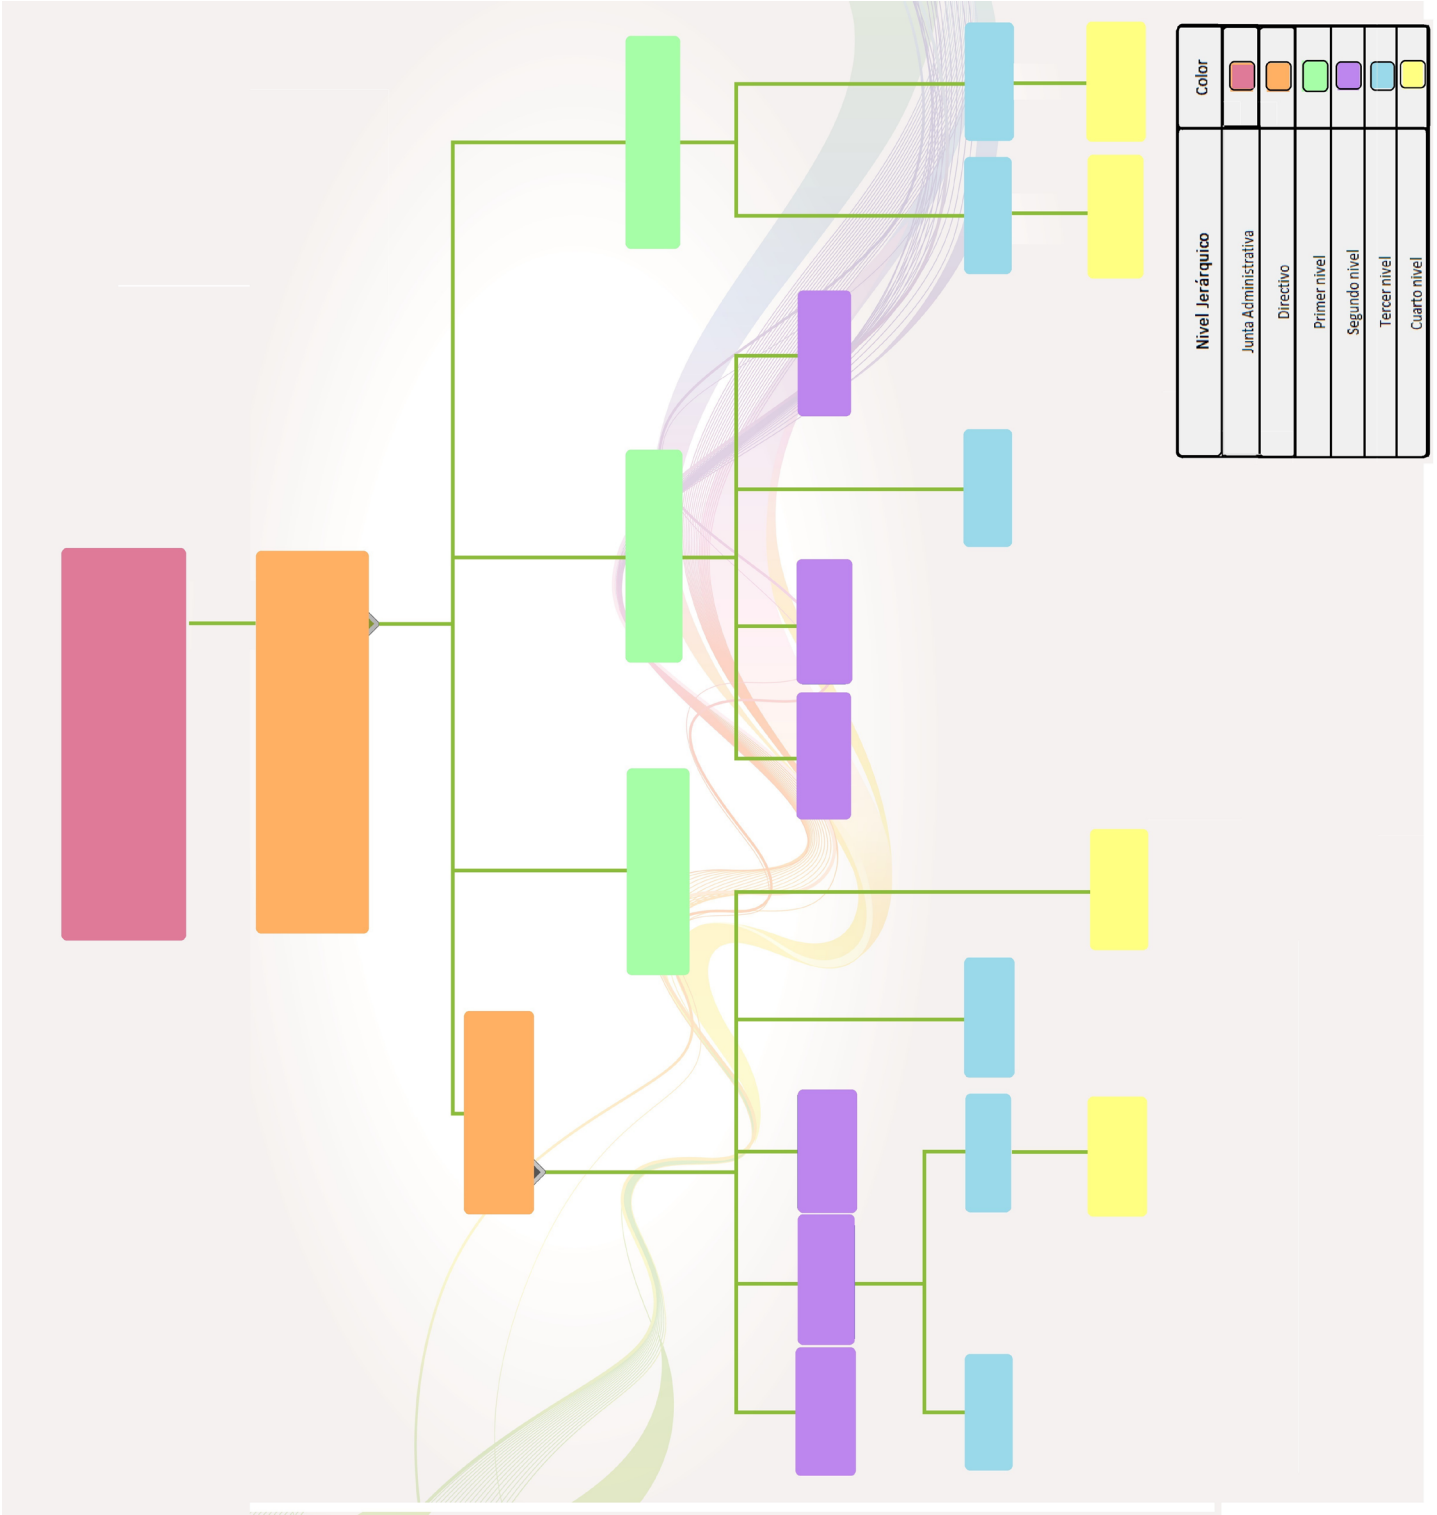 Nivel Jerárquico Color
Junta Administrativa
Directivo
Primer nivel
Segundo nivel
Tercer nivel
Cuarto nivel